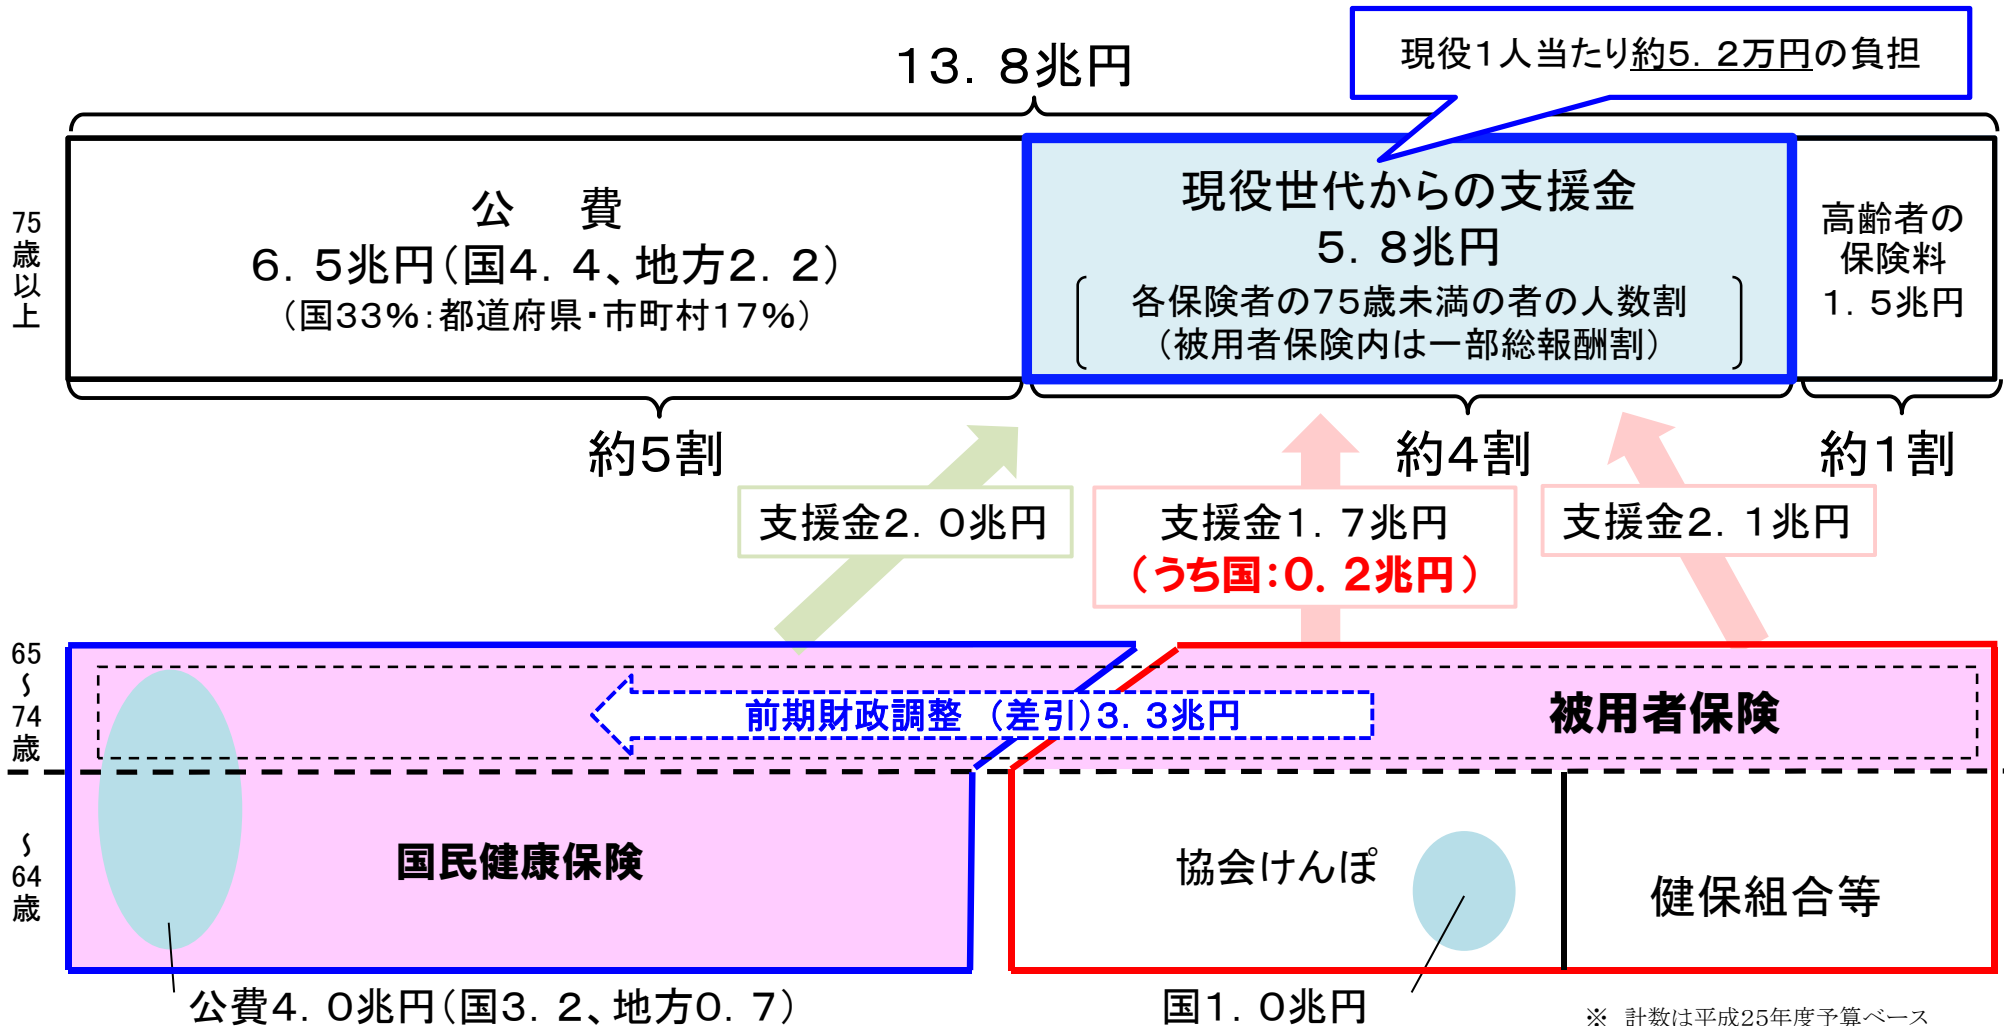 現役1人当たり約5.2万円の負担
13.8兆円
75歳以上
公 費
6.5兆円(国4.4、地方2.2)
(国33%:都道府県・市町村17%)
現役世代からの支援金
5.8兆円
各保険者の75歳未満の者の人数割
(被用者保険内は一部総報酬割)
高齢者の
保険料
1.5兆円
約5割
約4割
約1割
支援金2.0兆円
支援金1.7兆円
(うち国:0.2兆円)
支援金2.1兆円
65〜74歳
前期財政調整 (差引)3.3兆円
被用者保険
〜64歳
国民健康保険
協会けんぽ
健保組合等
公費4.0兆円(国3.2、地方0.7)
国1.0兆円
※ 計数は平成25年度予算ベース